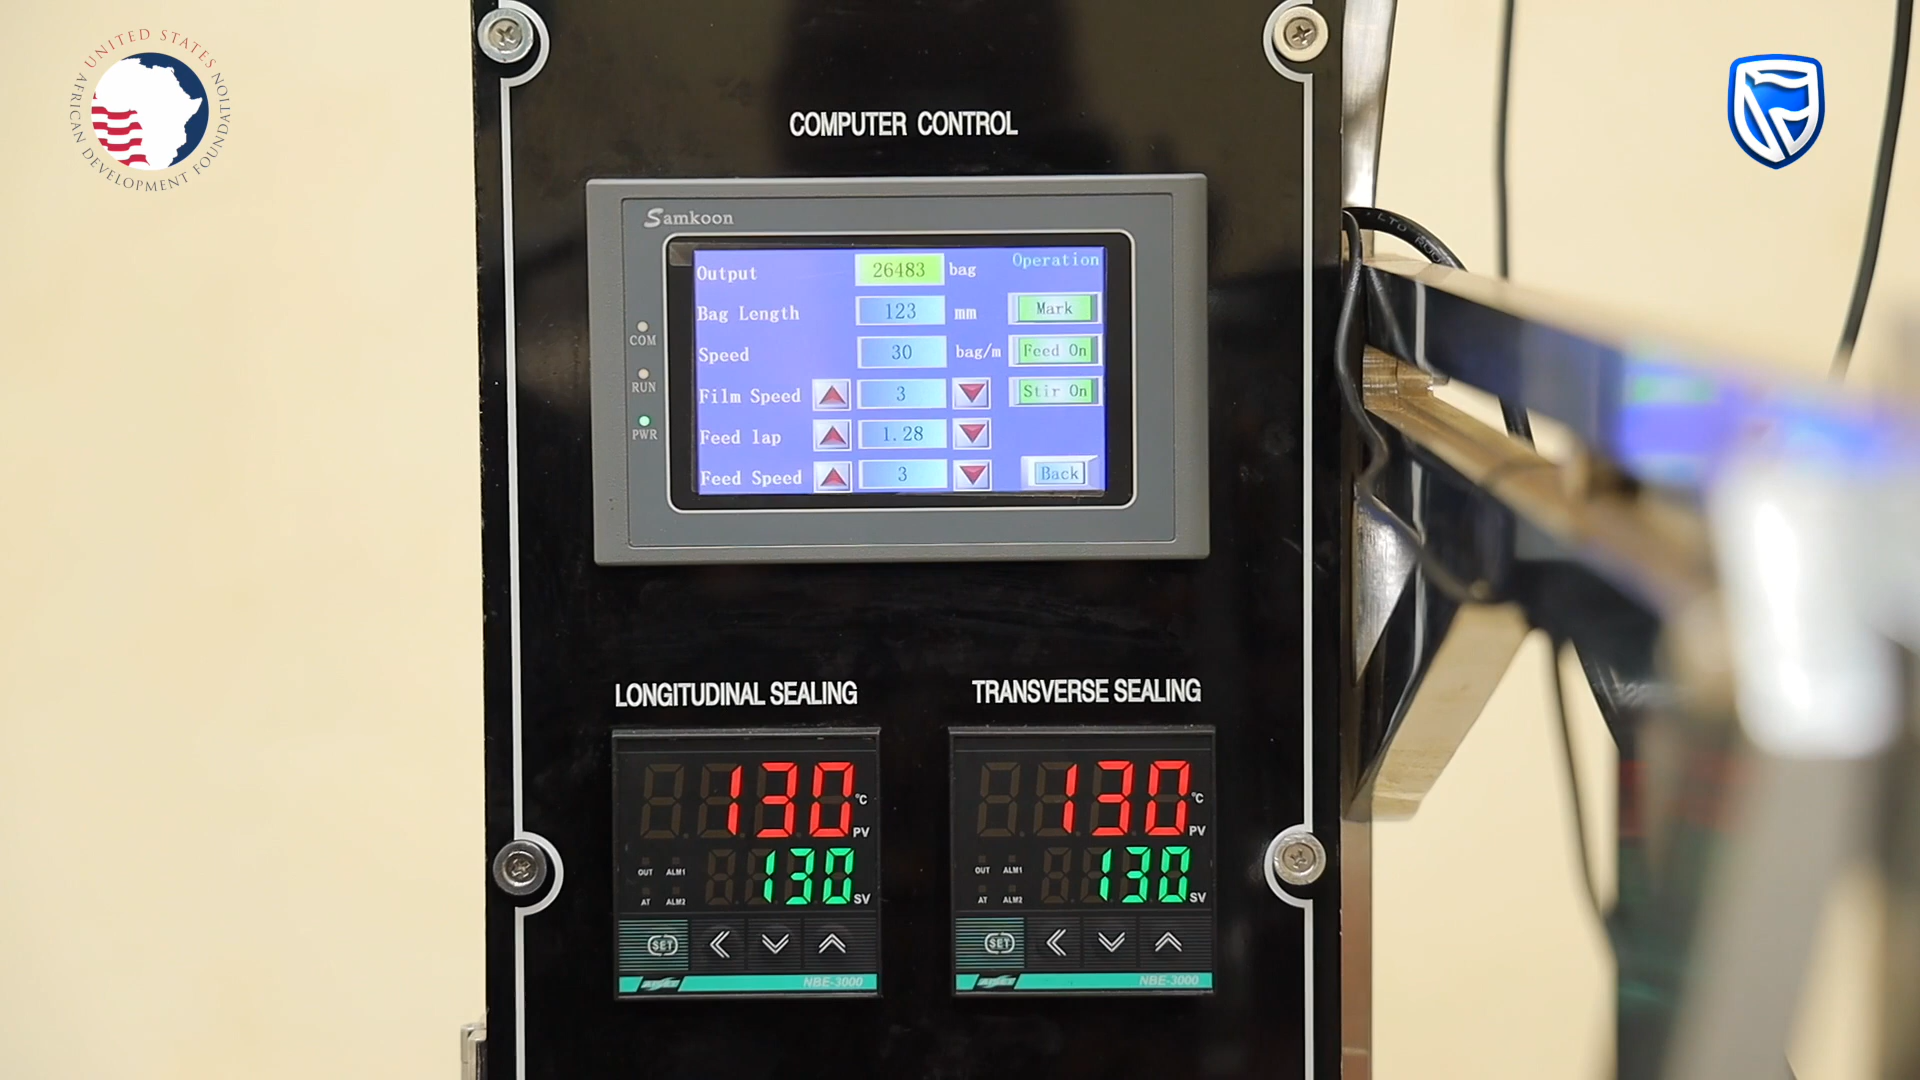 UNITED STATES
AFRICAN DEVELOPMENT FOUNDATION
COMPUTER CONTROL
Samkoon
COM
RUN
PWR
Output 26483 bag Operation
Bag Length 123 mm Mark
Speed 30 bag/m Feed On
Film Speed 3 Stir On
Feed lap 1.28
Feed Speed 3 Back
LONGITUDINAL SEALING
130 °C PV
130 SV
OUT ALM1
AT ALM2
SET
NBE-3000
TRANSVERSE SEALING
130 °C PV
130 SV
OUT ALM1
AT ALM2
SET
NBE-3000